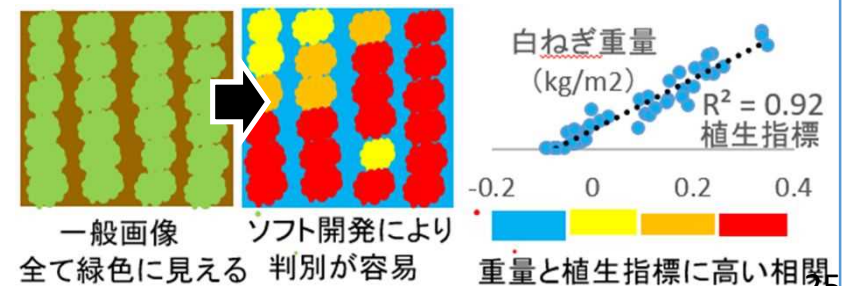 白ねぎ重量
（kg/m2）
R² = 0.92
植生指標
-0.2 0 0.2 0.4
一般画像
全て緑色に見える
ソフト開発により
判別が容易
重量と植生指標に高い相関
25